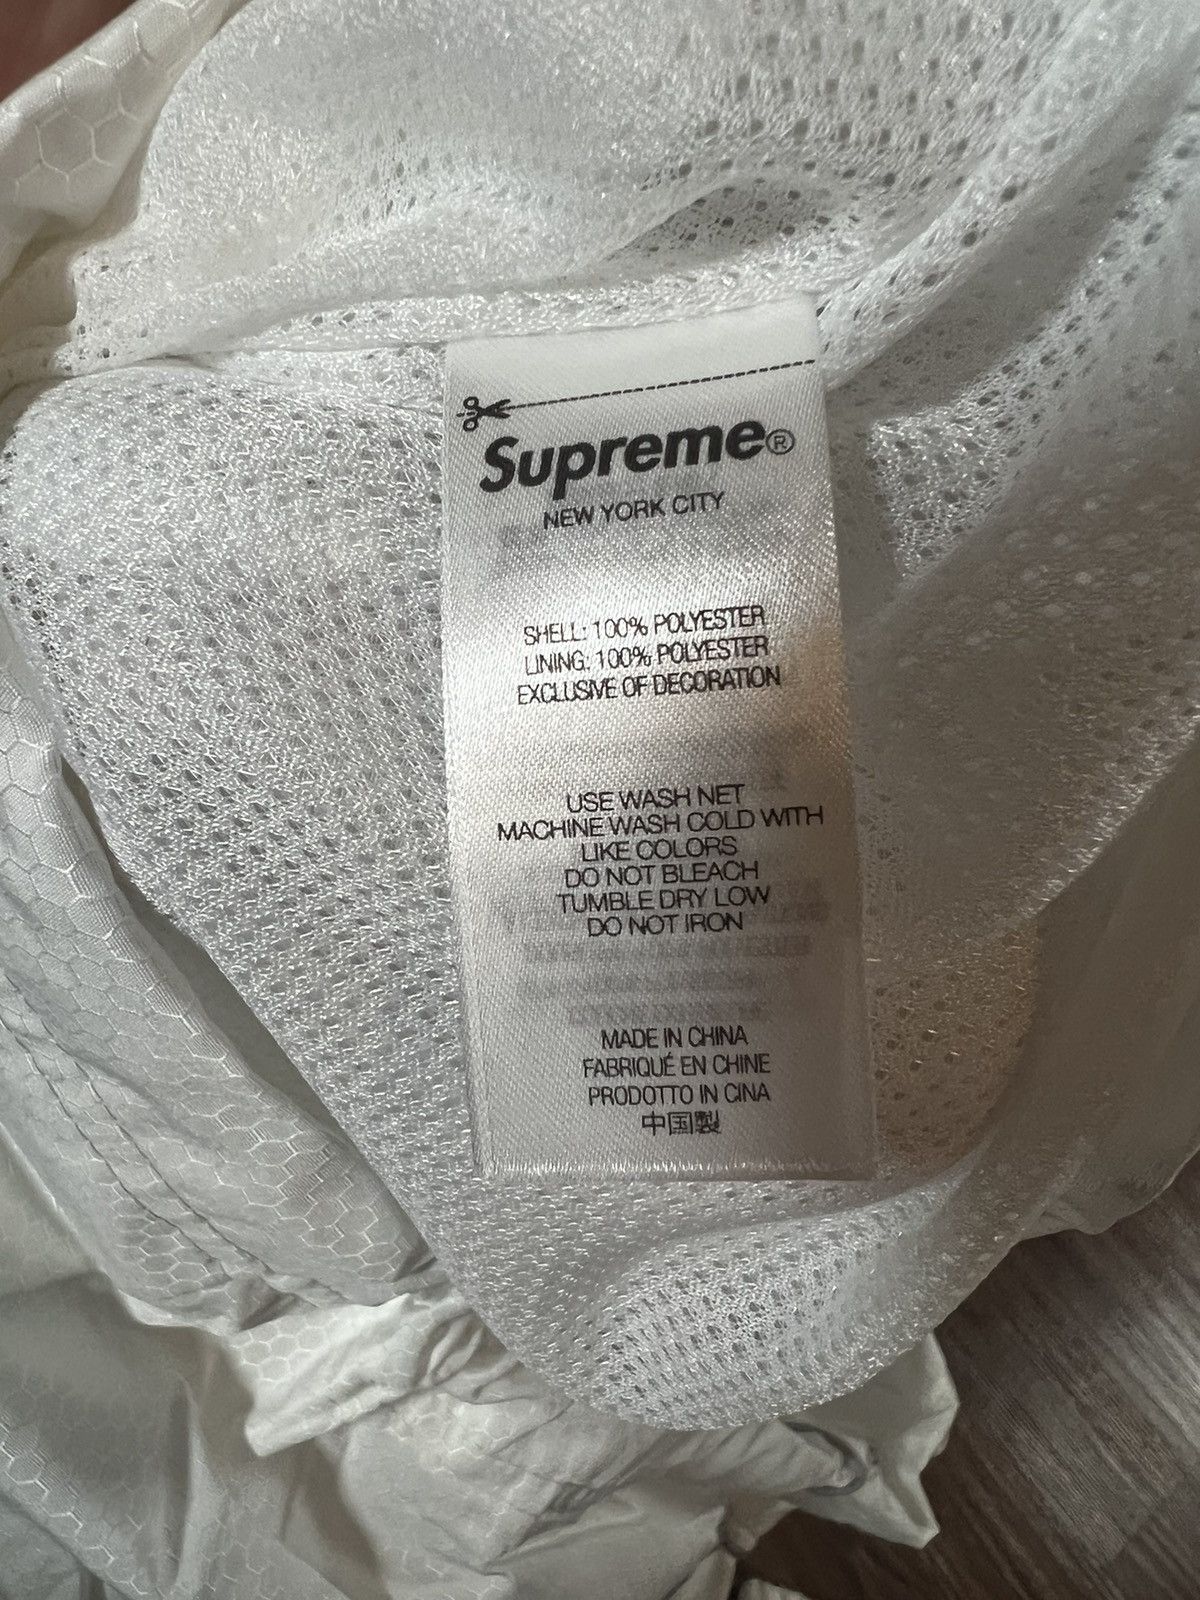 Supreme®
NEW YORK CITY
SHELL: 100% POLYESTER
LINING: 100% POLYESTER
EXCLUSIVE OF DECORATION
USE WASH NET
MACHINE WASH COLD WITH
LIKE COLORS
DO NOT BLEACH
TUMBLE DRY LOW
DO NOT IRON
MADE IN CHINA
FABRIQUÉ EN CHINE
PRODOTTO IN CINA
中国製